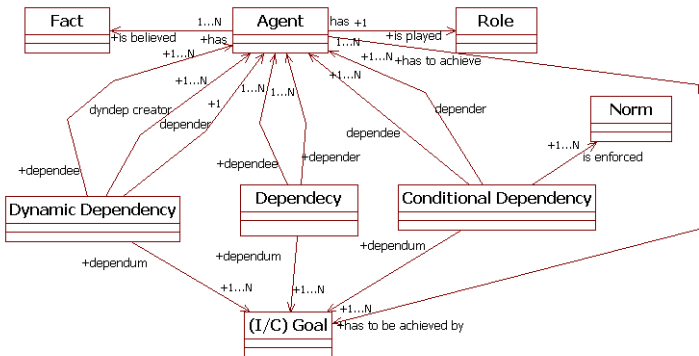 Fact
1...N
Agent
has +1
Role
+is believed
+has
+is played
1...N
+1...N
+1...N
+has to achieve
+1...N
+1...N
dyndep creator
+1
1...N
1...N
depender
Norm
depender
dependee
+1...N
is enforced
+dependee
+dependee
+depender
Dynamic Dependency
Dependecy
Conditional Dependency
+dependum
+dependum
+dependum
+1...N
+1...N
+1...N
(I/C) Goal
+has to be achieved by